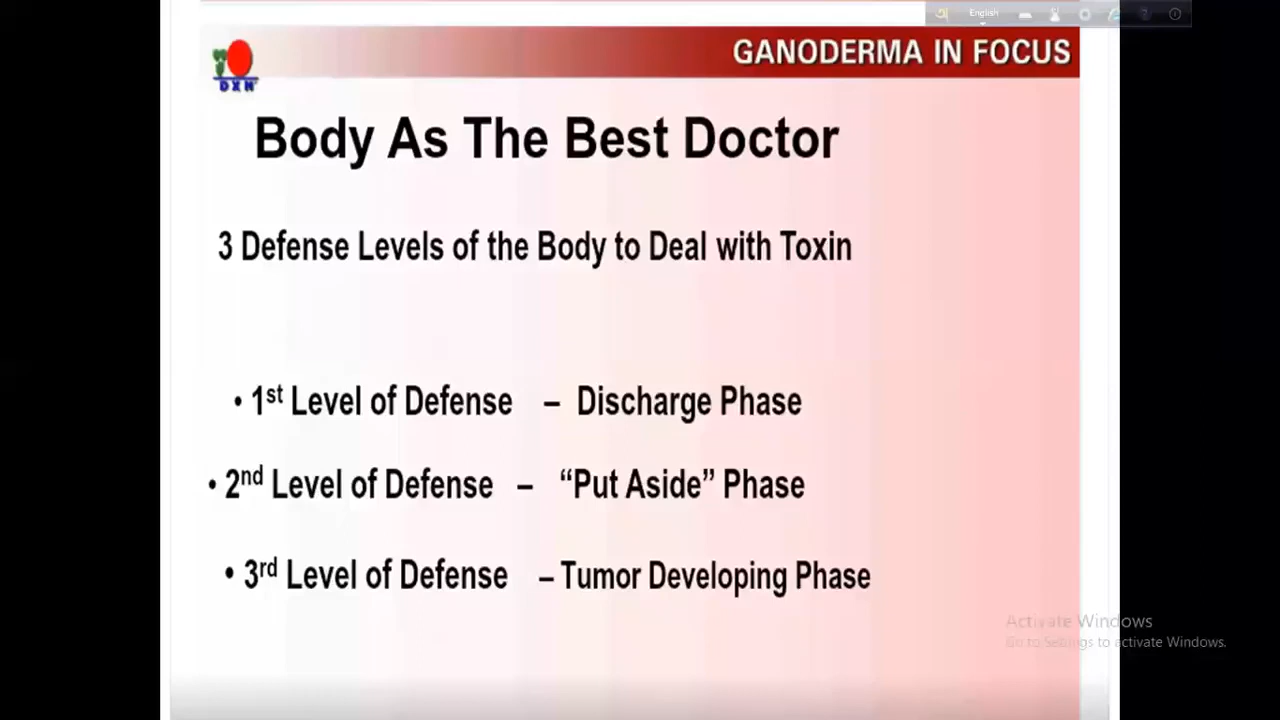 English
GANODERMA IN FOCUS
DXN
Body As The Best Doctor
3 Defense Levels of the Body to Deal with Toxin
• 1st Level of Defense – Discharge Phase
• 2nd Level of Defense – “Put Aside” Phase
• 3rd Level of Defense – Tumor Developing Phase
Activate Windows
Go to Settings to activate Windows.